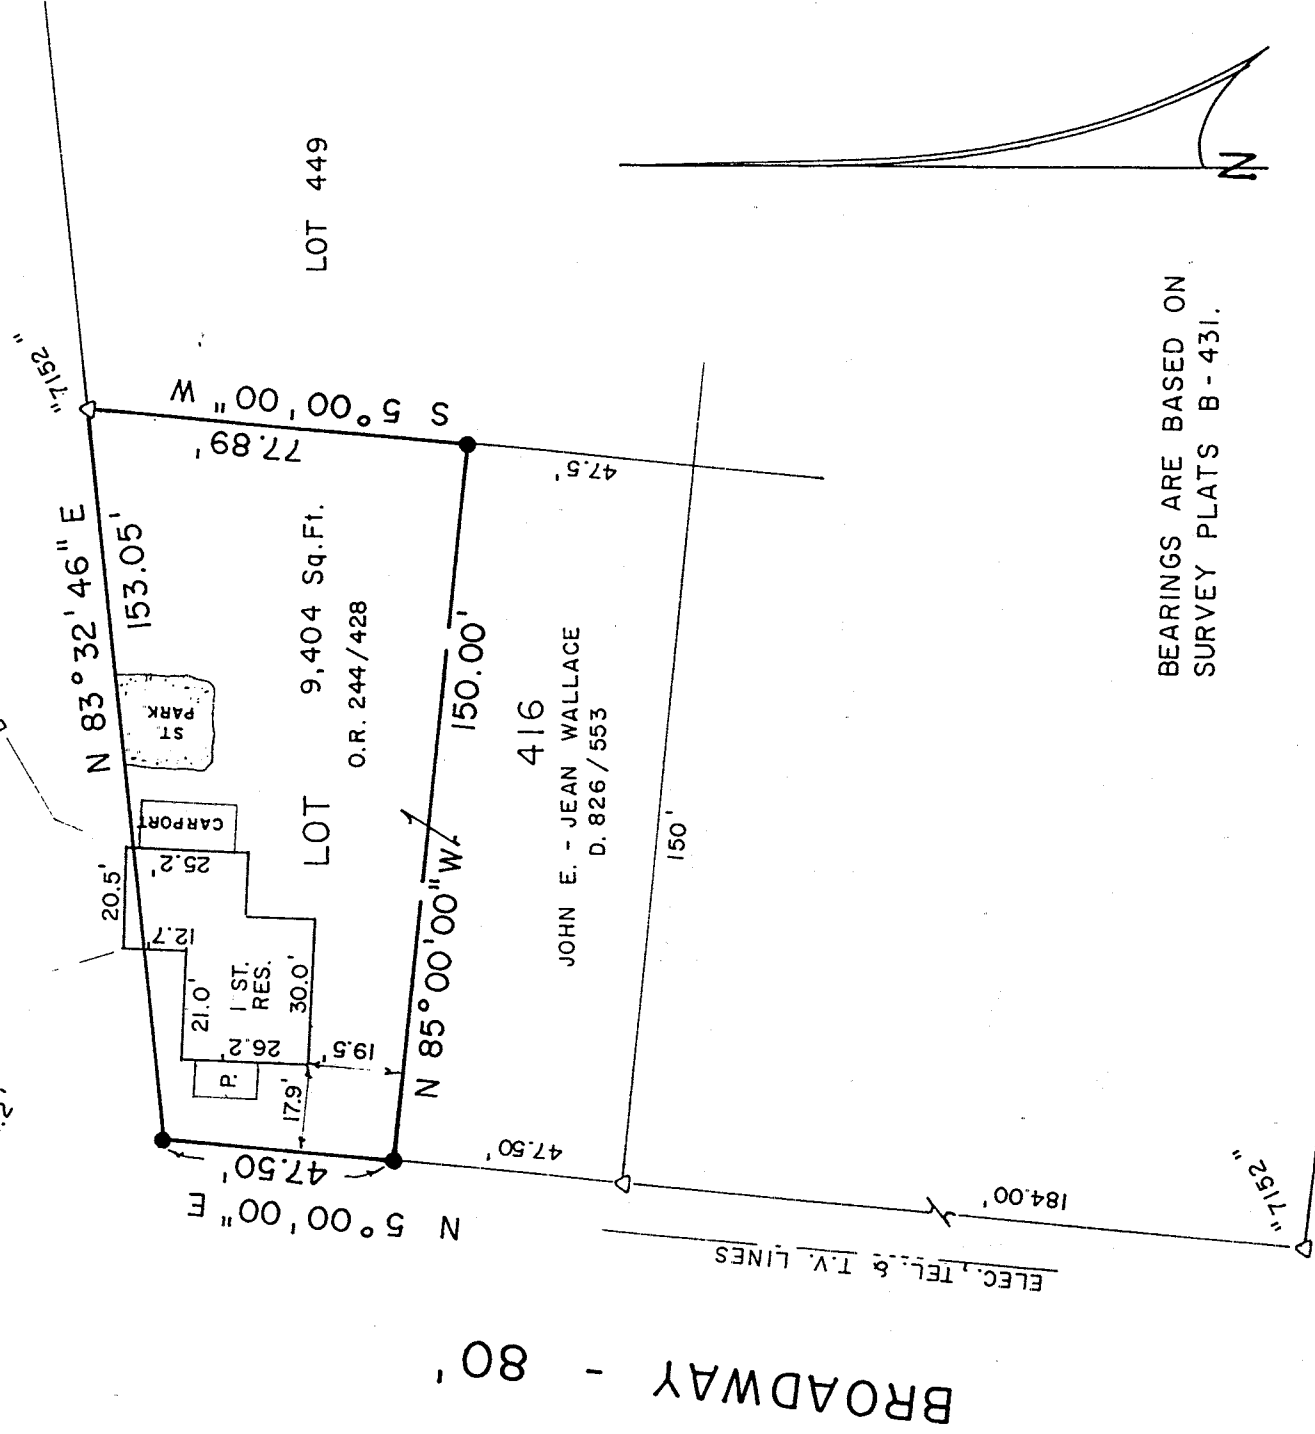 "7152"
LOT 449
N 83° 32' 46" E
153.05'
S 5° 00' 00" W
77.89'
47.5'
ST.
PARK.
CARPORT
25.2'
20.5'
12.7'
21.0'
1 ST.
RES.
30.0'
26.2'
P.
17.9'
19.5'
9,404 Sq.Ft.
O.R. 244/428
LOT 416
N 85° 00' 00" W
150.00'
JOHN E. - JEAN WALLACE
D. 826 / 553
150'
N 5° 00' 00" E
47.50'
47.50'
184.00'
"7152"
ELEC., TEL. & T.V. LINES
BROADWAY - 80'
BEARINGS ARE BASED ON
SURVEY PLATS B - 431.
N